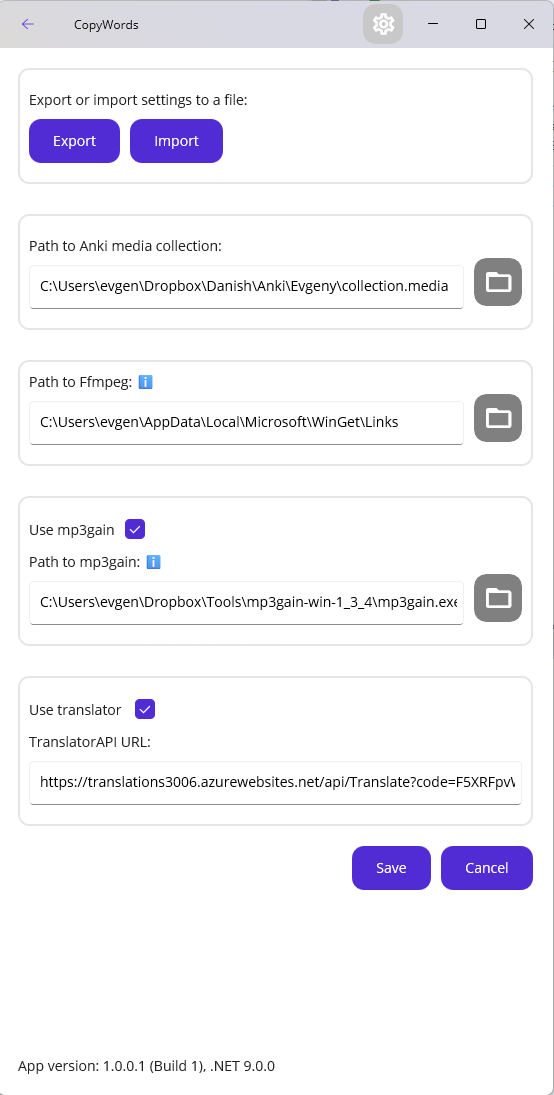 CopyWords
Export or import settings to a file:
Export
Import
Path to Anki media collection:
C:\Users\evgen\Dropbox\Danish\Anki\Evgeny\collection.media
Path to Ffmpeg: ℹ️
C:\Users\evgen\AppData\Local\Microsoft\WinGet\Links
Use mp3gain
Path to mp3gain: ℹ️
C:\Users\evgen\Dropbox\Tools\mp3gain-win-1_3_4\mp3gain.exe
Use translator
TranslatorAPI URL:
https://translations3006.azurewebsites.net/api/Translate?code=F5XRFpv
Save
Cancel
App version: 1.0.0.1 (Build 1), .NET 9.0.0